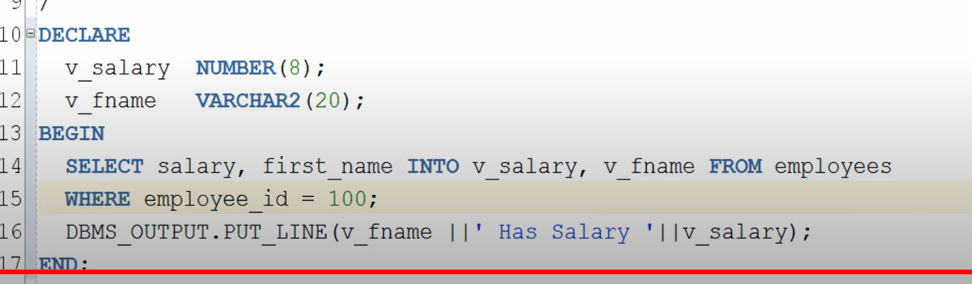 9 /
10 DECLARE
11 v_salary NUMBER(8);
12 v_fname VARCHAR2(20);
13 BEGIN
14 SELECT salary, first_name INTO v_salary, v_fname FROM employees
15 WHERE employee_id = 100;
16 DBMS_OUTPUT.PUT_LINE(v_fname ||' Has Salary '||v_salary);
17 END;